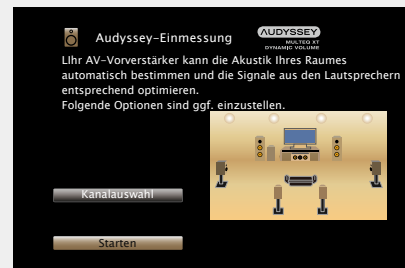 Audyssey-Einmessung
AUDYSSEY
MULTEQ XT
DYNAMIC VOLUME
LIhr AV-Vorverstärker kann die Akustik Ihres Raumes
automatisch bestimmen und die Signale aus den Lautsprechern
entsprechend optimieren.
Folgende Optionen sind ggf. einzustellen.
Kanalauswahl
Starten